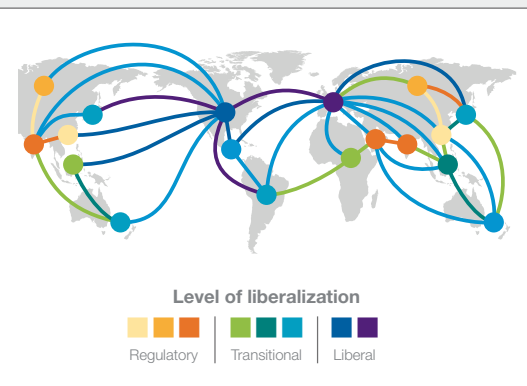 Level of liberalization
Regulatory
Transitional
Liberal